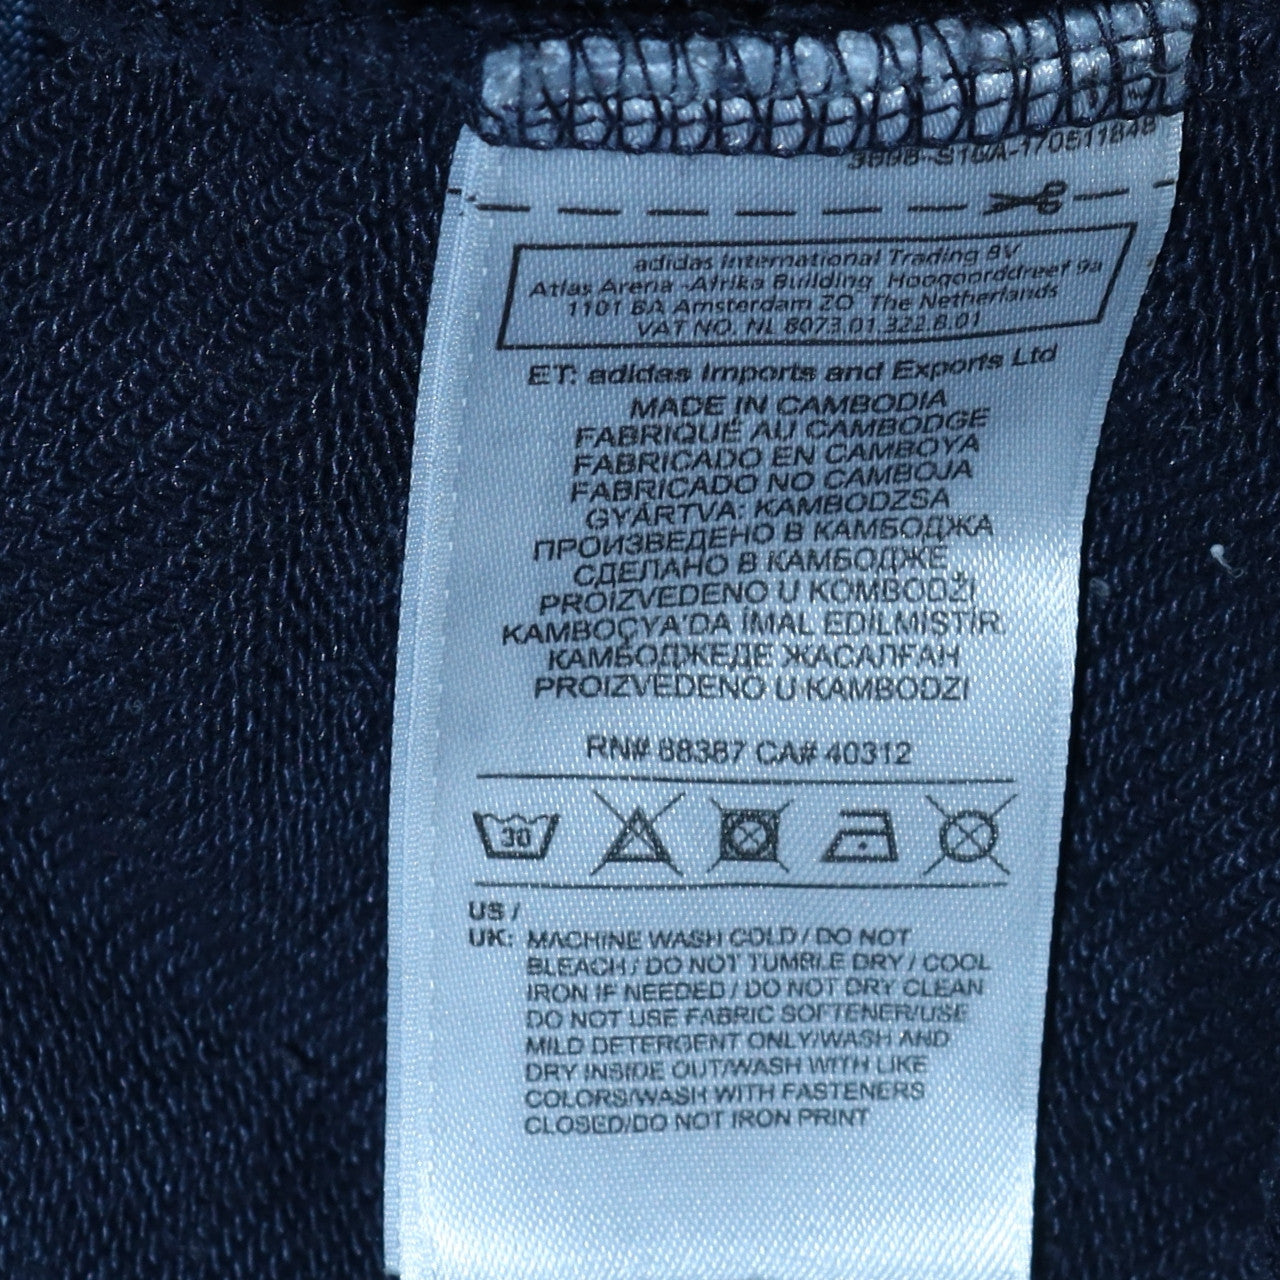 adidas International Trading BV
Atlas Arena -Afrika Building Hoogoorddreef 9a
1101 BA Amsterdam ZO The Netherlands
VAT NO. NL 8073.01.322.B.01
ET: adidas Imports and Exports Ltd
MADE IN CAMBODIA
FABRIQUÉ AU CAMBODGE
FABRICADO EN CAMBOYA
FABRICADO NO CAMBOJA
GYÁRTVA: KAMBODZSA
ПРОИЗВЕДЕНО В КАМБОДЖА
СДЕЛАНО В КАМБОДЖЕ
PROIZVEDENO U KOMBODŽI
KAMBOÇYA'DA İMAL EDİLMİŞTİR.
КАМБОДЖЕДЕ ЖАСАЛҒАН
PROIZVEDENO U KAMBODZI
RN# 88387 CA# 40312
30
US /
UK: MACHINE WASH COLD / DO NOT
BLEACH / DO NOT TUMBLE DRY / COOL
IRON IF NEEDED / DO NOT DRY CLEAN
DO NOT USE FABRIC SOFTENER/USE
MILD DETERGENT ONLY/WASH AND
DRY INSIDE OUT/WASH WITH LIKE
COLORS/WASH WITH FASTENERS
CLOSED/DO NOT IRON PRINT